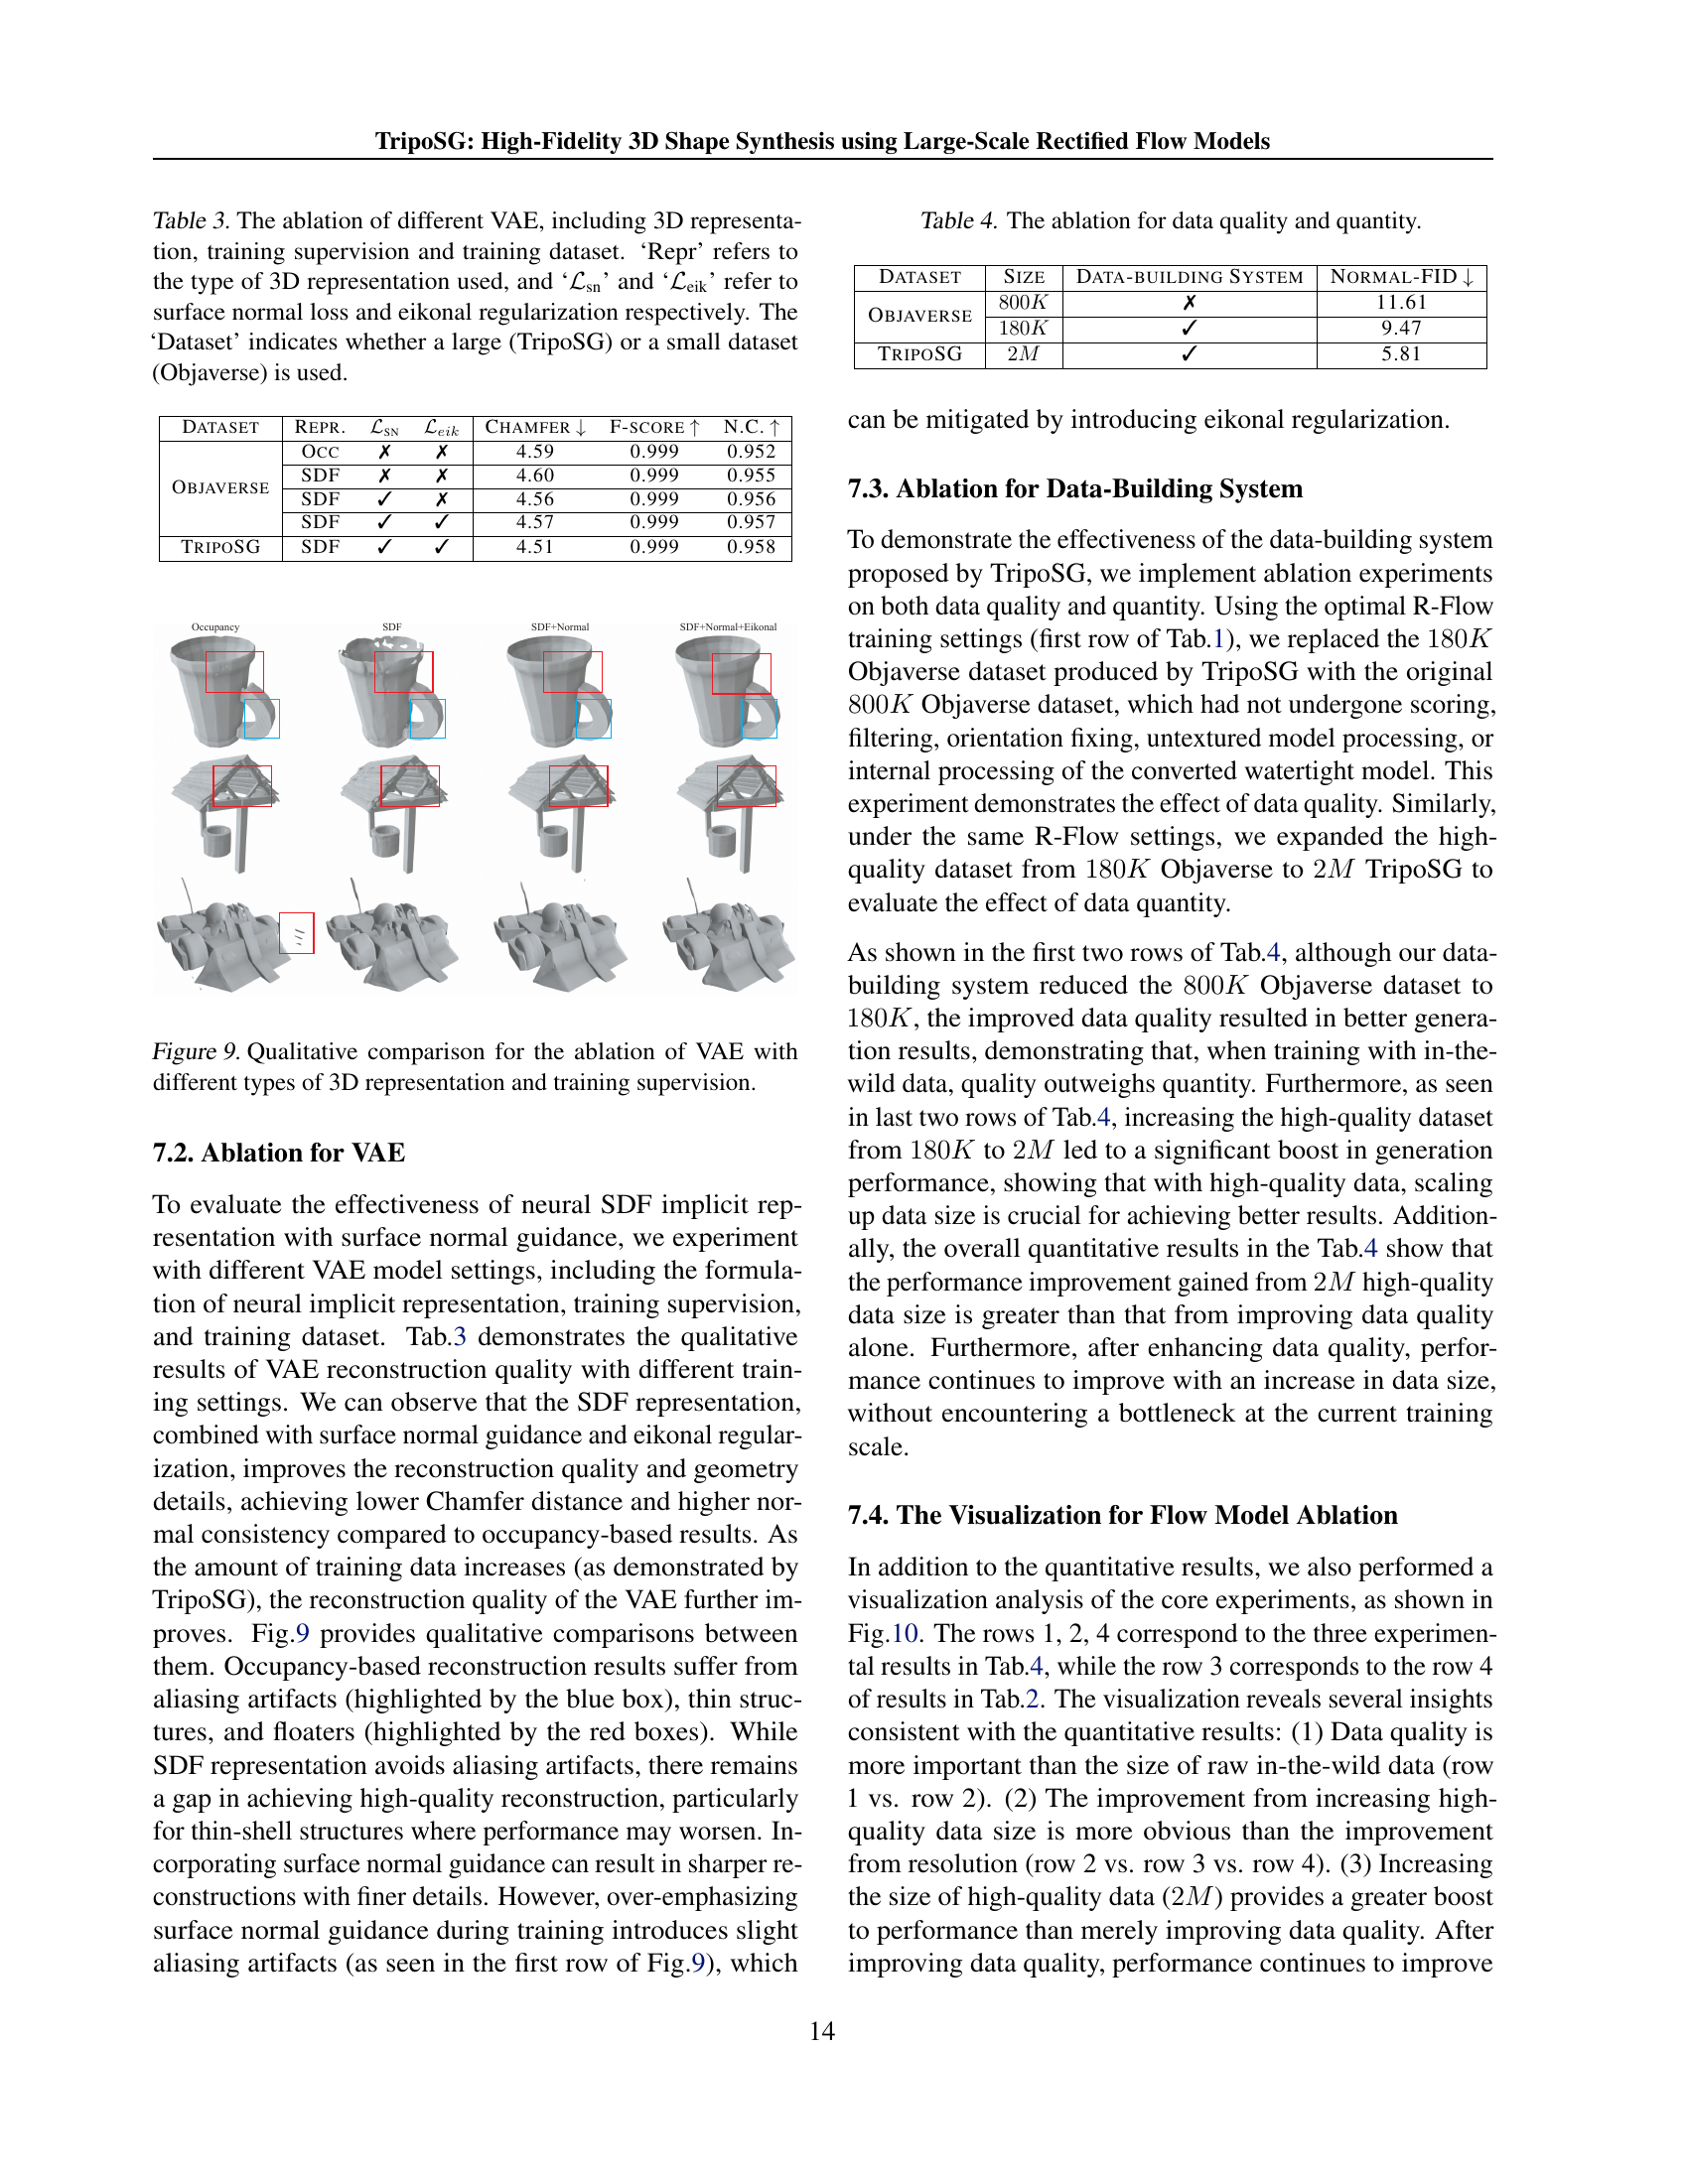 TripoSG: High-Fidelity 3D Shape Synthesis using Large-Scale Rectified Flow Models
Table 3. The ablation of different VAE, including 3D representa-
tion, training supervision and training dataset. ‘Repr’ refers to
the type of 3D representation used, and ‘ℒsn’ and ‘ℒeik’ refer to
surface normal loss and eikonal regularization respectively. The
‘Dataset’ indicates whether a large (TripoSG) or a small dataset
(Objaverse) is used.
DATASET REPR. ℒSN ℒeik CHAMFER ↓ F-SCORE ↑ N.C. ↑
OBJAVERSE OCC ✗ ✗ 4.59 0.999 0.952
SDF ✗ ✗ 4.60 0.999 0.955
SDF ✓ ✗ 4.56 0.999 0.956
SDF ✓ ✓ 4.57 0.999 0.957
TRIPOSG SDF ✓ ✓ 4.51 0.999 0.958
Occupancy SDF SDF+Normal SDF+Normal+Eikonal
Figure 9. Qualitative comparison for the ablation of VAE with
different types of 3D representation and training supervision.
7.2. Ablation for VAE
To evaluate the effectiveness of neural SDF implicit rep-
resentation with surface normal guidance, we experiment
with different VAE model settings, including the formula-
tion of neural implicit representation, training supervision,
and training dataset. Tab.3 demonstrates the qualitative
results of VAE reconstruction quality with different train-
ing settings. We can observe that the SDF representation,
combined with surface normal guidance and eikonal regular-
ization, improves the reconstruction quality and geometry
details, achieving lower Chamfer distance and higher nor-
mal consistency compared to occupancy-based results. As
the amount of training data increases (as demonstrated by
TripoSG), the reconstruction quality of the VAE further im-
proves. Fig.9 provides qualitative comparisons between
them. Occupancy-based reconstruction results suffer from
aliasing artifacts (highlighted by the blue box), thin struc-
tures, and floaters (highlighted by the red boxes). While
SDF representation avoids aliasing artifacts, there remains
a gap in achieving high-quality reconstruction, particularly
for thin-shell structures where performance may worsen. In-
corporating surface normal guidance can result in sharper re-
constructions with finer details. However, over-emphasizing
surface normal guidance during training introduces slight
aliasing artifacts (as seen in the first row of Fig.9), which
Table 4. The ablation for data quality and quantity.
DATASET SIZE DATA-BUILDING SYSTEM NORMAL-FID ↓
OBJAVERSE 800K ✗ 11.61
180K ✓ 9.47
TRIPOSG 2M ✓ 5.81
can be mitigated by introducing eikonal regularization.
7.3. Ablation for Data-Building System
To demonstrate the effectiveness of the data-building system
proposed by TripoSG, we implement ablation experiments
on both data quality and quantity. Using the optimal R-Flow
training settings (first row of Tab.1), we replaced the 180K
Objaverse dataset produced by TripoSG with the original
800K Objaverse dataset, which had not undergone scoring,
filtering, orientation fixing, untextured model processing, or
internal processing of the converted watertight model. This
experiment demonstrates the effect of data quality. Similarly,
under the same R-Flow settings, we expanded the high-
quality dataset from 180K Objaverse to 2M TripoSG to
evaluate the effect of data quantity.
As shown in the first two rows of Tab.4, although our data-
building system reduced the 800K Objaverse dataset to
180K, the improved data quality resulted in better genera-
tion results, demonstrating that, when training with in-the-
wild data, quality outweighs quantity. Furthermore, as seen
in last two rows of Tab.4, increasing the high-quality dataset
from 180K to 2M led to a significant boost in generation
performance, showing that with high-quality data, scaling
up data size is crucial for achieving better results. Addition-
ally, the overall quantitative results in the Tab.4 show that
the performance improvement gained from 2M high-quality
data size is greater than that from improving data quality
alone. Furthermore, after enhancing data quality, perfor-
mance continues to improve with an increase in data size,
without encountering a bottleneck at the current training
scale.
7.4. The Visualization for Flow Model Ablation
In addition to the quantitative results, we also performed a
visualization analysis of the core experiments, as shown in
Fig.10. The rows 1, 2, 4 correspond to the three experimen-
tal results in Tab.4, while the row 3 corresponds to the row 4
of results in Tab.2. The visualization reveals several insights
consistent with the quantitative results: (1) Data quality is
more important than the size of raw in-the-wild data (row
1 vs. row 2). (2) The improvement from increasing high-
quality data size is more obvious than the improvement
from resolution (row 2 vs. row 3 vs. row 4). (3) Increasing
the size of high-quality data (2M) provides a greater boost
to performance than merely improving data quality. After
improving data quality, performance continues to improve
14